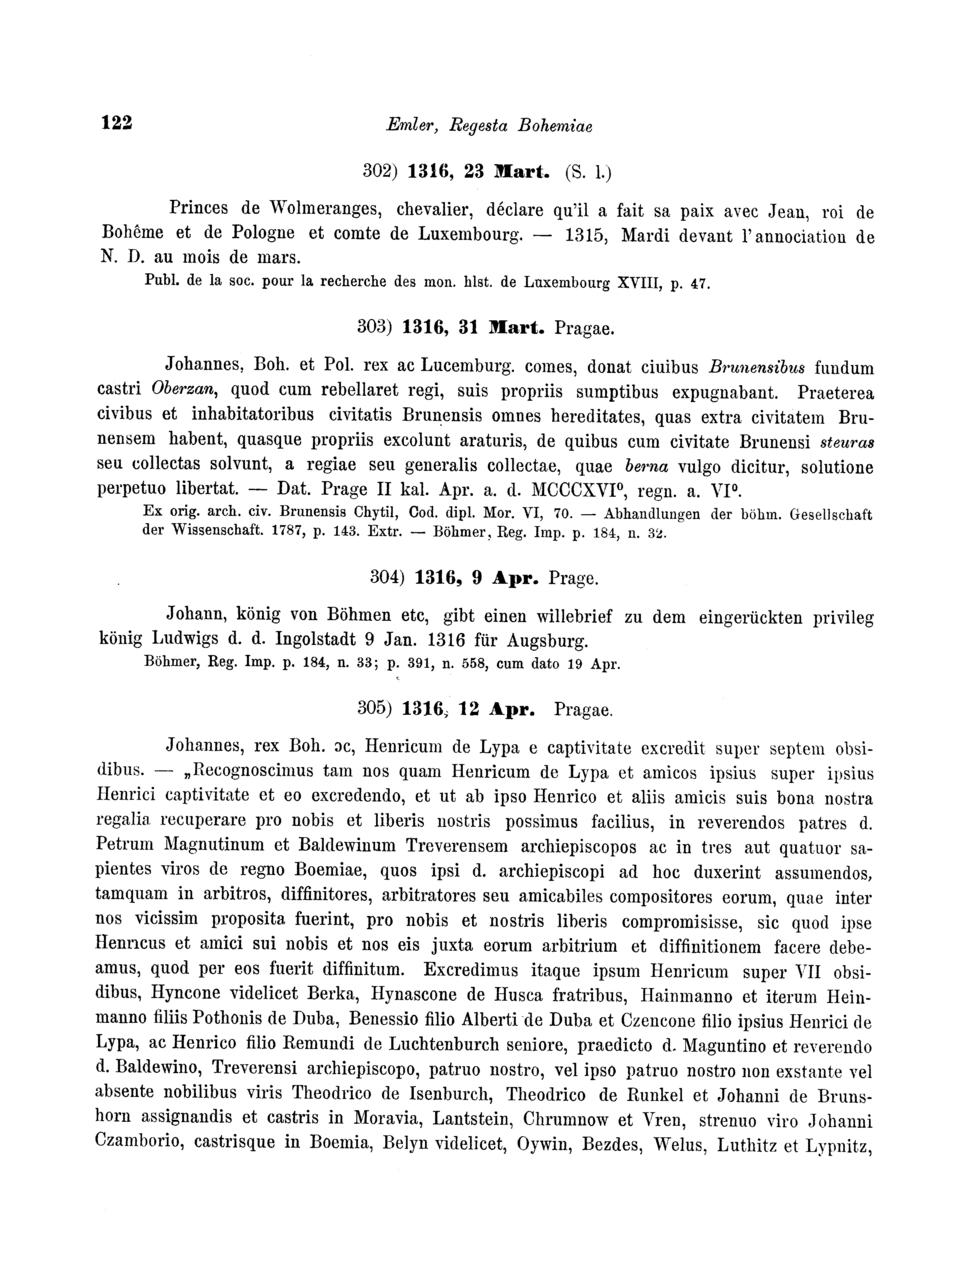 122
Emler, Regesta Bohemiae
302) 1316, 23 Mart. (S. l.)
Princes de Wolmeranges, chevalier, déclare qu'il a fait sa paix avec Jean, roi de
Bohême et de Pologne et comte de Luxembourg. — 1315, Mardi devant l'annociation de
N. D. au mois de mars.
Publ. de la soc. pour la recherche des mon. hist. de Luxembourg XVIII, p. 47.
303) 1316, 31 Mart. Pragae.
Johannes, Boh. et Pol. rex ac Lucemburg. comes, donat ciuibus Brunensibus fundum
castri Oberzan, quod cum rebellaret regi, suis propriis sumptibus expugnabant. Praeterea
civibus et inhabitatoribus civitatis Brunensis omnes hereditates, quas extra civitatem Bru-
nensem habent, quasque propriis excolunt araturis, de quibus cum civitate Brunensi steuras
seu collectas solvunt, a regiae seu generalis collectae, quae berna vulgo dicitur, solutione
perpetuo libertat. — Dat. Prage II kal. Apr. a. d. MCCCXVI⁰, regn. a. VI⁰.
Ex orig. arch. civ. Brunensis Chytil, Cod. dipl. Mor. VI, 70. — Abhandlungen der böhm. Gesellschaft
der Wissenschaft. 1787, p. 143. Extr. — Böhmer, Reg. Imp. p. 184, n. 32.
304) 1316, 9 Apr. Prage.
Johann, könig von Böhmen etc, gibt einen willebrief zu dem eingerückten privileg
könig Ludwigs d. d. Ingolstadt 9 Jan. 1316 für Augsburg.
Böhmer, Reg. Imp. p. 184, n. 33; p. 391, n. 558, cum dato 19 Apr.
305) 1316, 12 Apr. Pragae.
Johannes, rex Boh. ↄc, Henricum de Lypa e captivitate excredit super septem obsi-
dibus. — „Recognoscimus tam nos quam Henricum de Lypa et amicos ipsius super ipsius
Henrici captivitate et eo excredendo, et ut ab ipso Henrico et aliis amicis suis bona nostra
regalia recuperare pro nobis et liberis nostris possimus facilius, in reverendos patres d.
Petrum Magnutinum et Baldewinum Treverensem archiepiscopos ac in tres aut quatuor sa-
pientes viros de regno Boemiae, quos ipsi d. archiepiscopi ad hoc duxerint assumendos,
tamquam in arbitros, diffinitores, arbitratores seu amicabiles compositores eorum, quae inter
nos vicissim proposita fuerint, pro nobis et nostris liberis compromisisse, sic quod ipse
Henricus et amici sui nobis et nos eis juxta eorum arbitrium et diffinitionem facere debe-
amus, quod per eos fuerit diffinitum. Excredimus itaque ipsum Henricum super VII obsi-
dibus, Hyncone videlicet Berka, Hynascone de Husca fratribus, Hainmanno et iterum Hein-
manno filiis Pothonis de Duba, Benessio filio Alberti de Duba et Czencone filio ipsius Henrici de
Lypa, ac Henrico filio Remundi de Luchtenburch seniore, praedicto d. Maguntino et reverendo
d. Baldewino, Treverensi archiepiscopo, patruo nostro, vel ipso patruo nostro non exstante vel
absente nobilibus viris Theodrico de Isenburch, Theodrico de Runkel et Johanni de Bruns-
horn assignandis et castris in Moravia, Lantstein, Chrumnow et Vren, strenuo viro Johanni
Czamborio, castrisque in Boemia, Belyn videlicet, Oywin, Bezdes, Welus, Luthitz et Lypnitz,